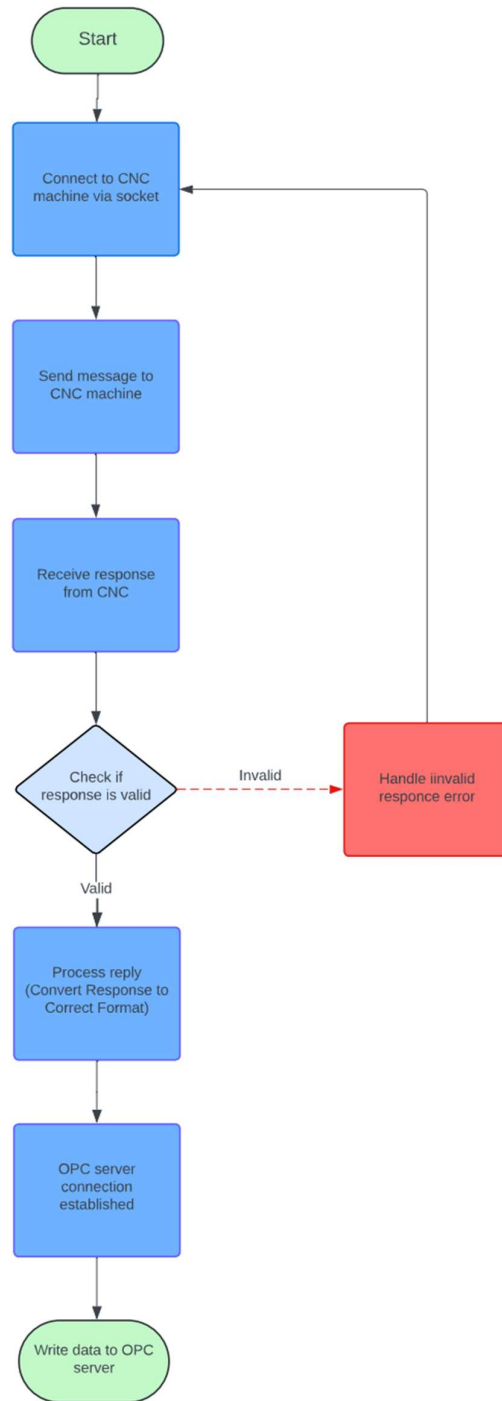 Start
Connect to CNC
machine via socket
Send message to
CNC machine
Receive response
from CNC
Check if
response is valid
Invalid
Handle iinvalid
responce error
Valid
Process reply
(Convert Response to
Correct Format)
OPC server
connection
established
Write data to OPC
server